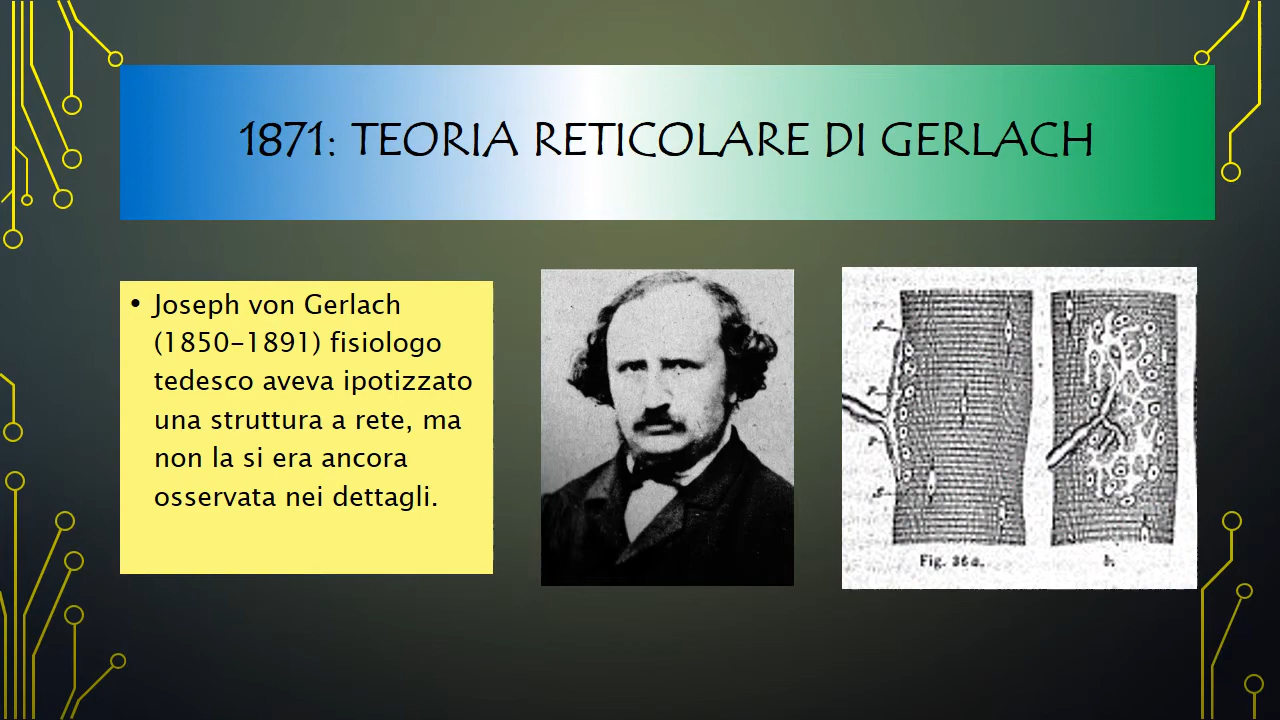 1871: TEORIA RETICOLARE DI GERLACH
• Joseph von Gerlach
(1850-1891) fisiologo
tedesco aveva ipotizzato
una struttura a rete, ma
non la si era ancora
osservata nei dettagli.
Fig. 36a.
b.